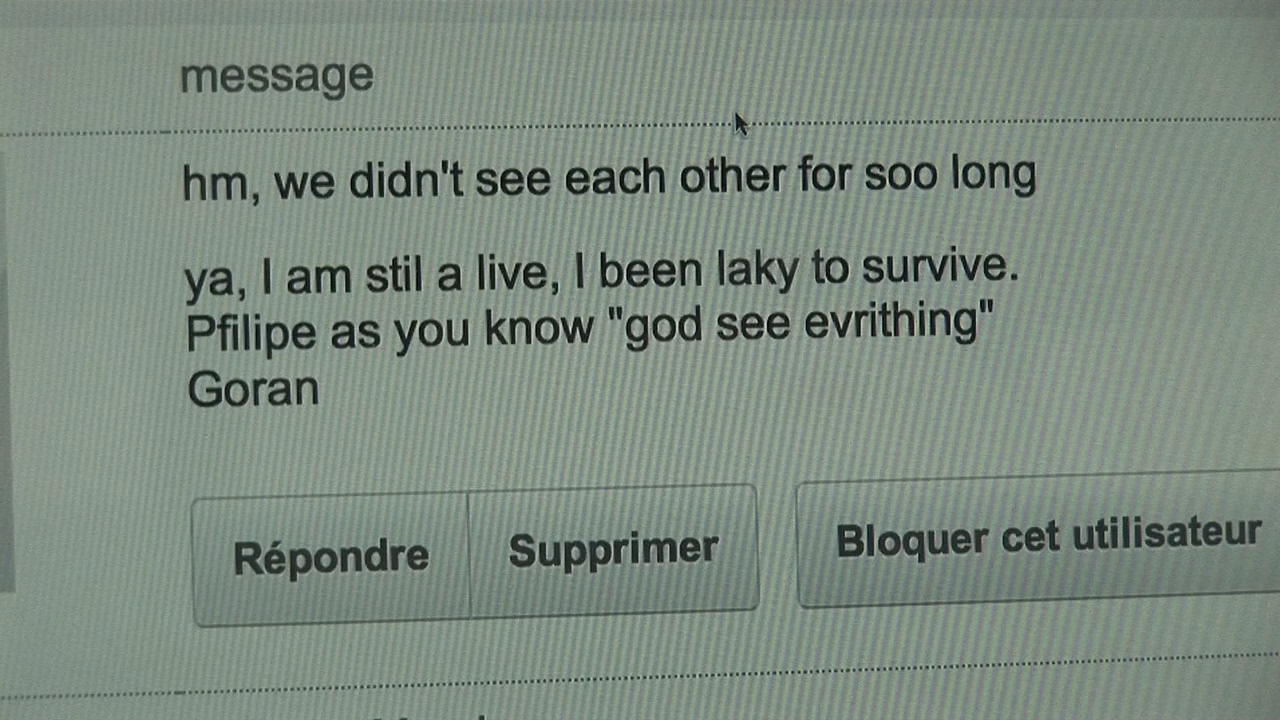 message
hm, we didn't see each other for soo long
ya, I am stil a live, I been laky to survive.
Pfilipe as you know "god see evrithing"
Goran
Répondre Supprimer Bloquer cet utilisateur